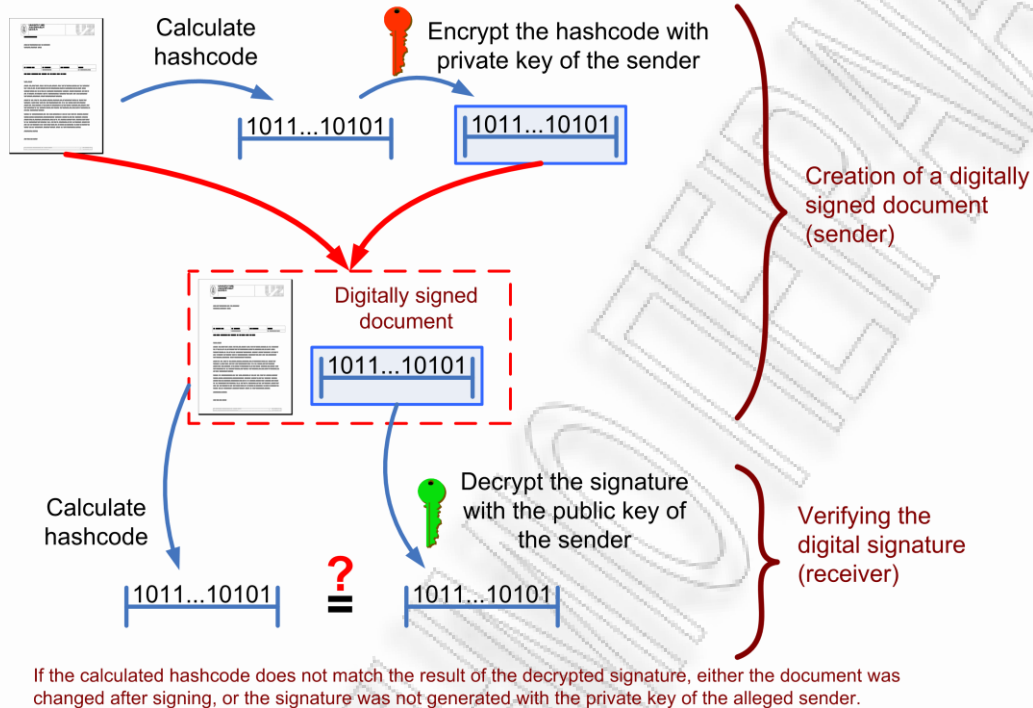 Calculate
hashcode
Encrypt the hashcode with
private key of the sender
1011...10101
1011...10101
Creation of a digitally
signed document
(sender)
Digitally signed
document
1011...10101
Calculate
hashcode
Decrypt the signature
with the public key of
the sender
Verifying the
digital signature
(receiver)
1011...10101
?
=
1011...10101
If the calculated hashcode does not match the result of the decrypted signature, either the document was
changed after signing, or the signature was not generated with the private key of the alleged sender.